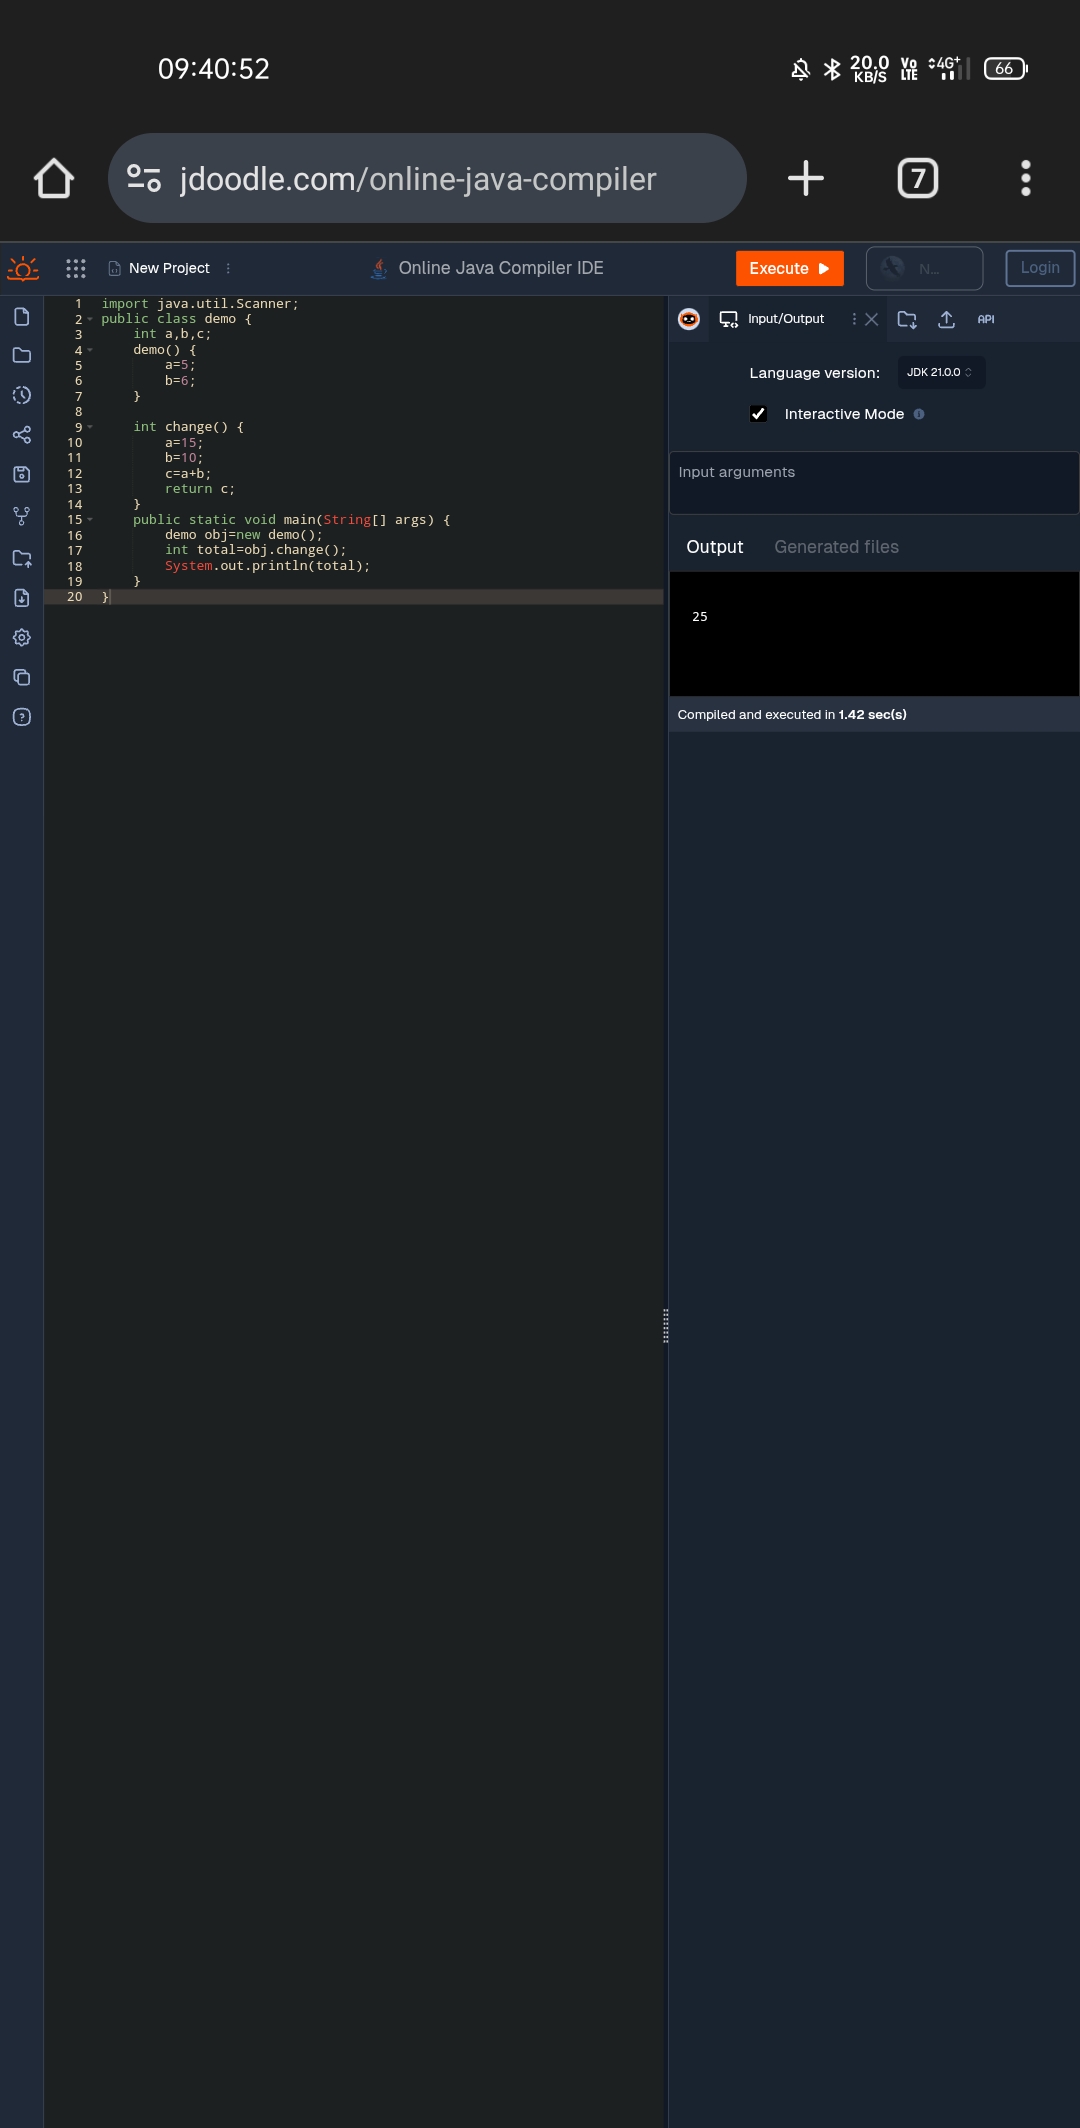 09:40:52
20.0 KB/S
Vo LTE
4G+
66
jdoodle.com/online-java-compiler
7
New Project
Online Java Compiler IDE
Execute
N...
Login
1 import java.util.Scanner;
2 public class demo {
3     int a,b,c;
4     demo() {
5         a=5;
6         b=6;
7     }
8
9     int change() {
10         a=15;
11         b=10;
12         c=a+b;
13         return c;
14     }
15     public static void main(String[] args) {
16         demo obj=new demo();
17         int total=obj.change();
18         System.out.println(total);
19     }
20 }
Input/Output
API
Language version:
JDK 21.0.0
Interactive Mode
Input arguments
Output
Generated files
25
Compiled and executed in 1.42 sec(s)